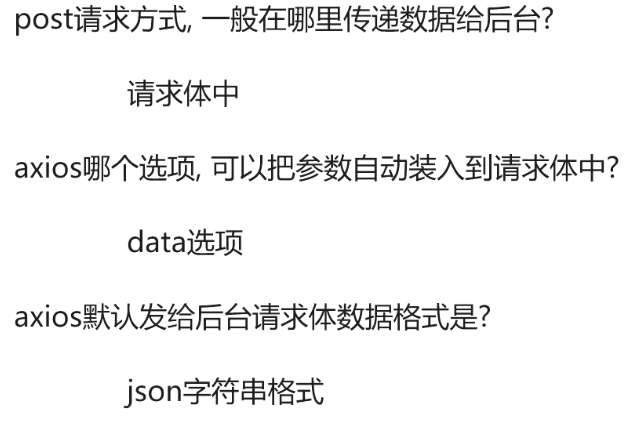 post请求方式, 一般在哪里传递数据给后台?
请求体中
axios哪个选项, 可以把参数自动装入到请求体中?
data选项
axios默认发给后台请求体数据格式是?
json字符串格式